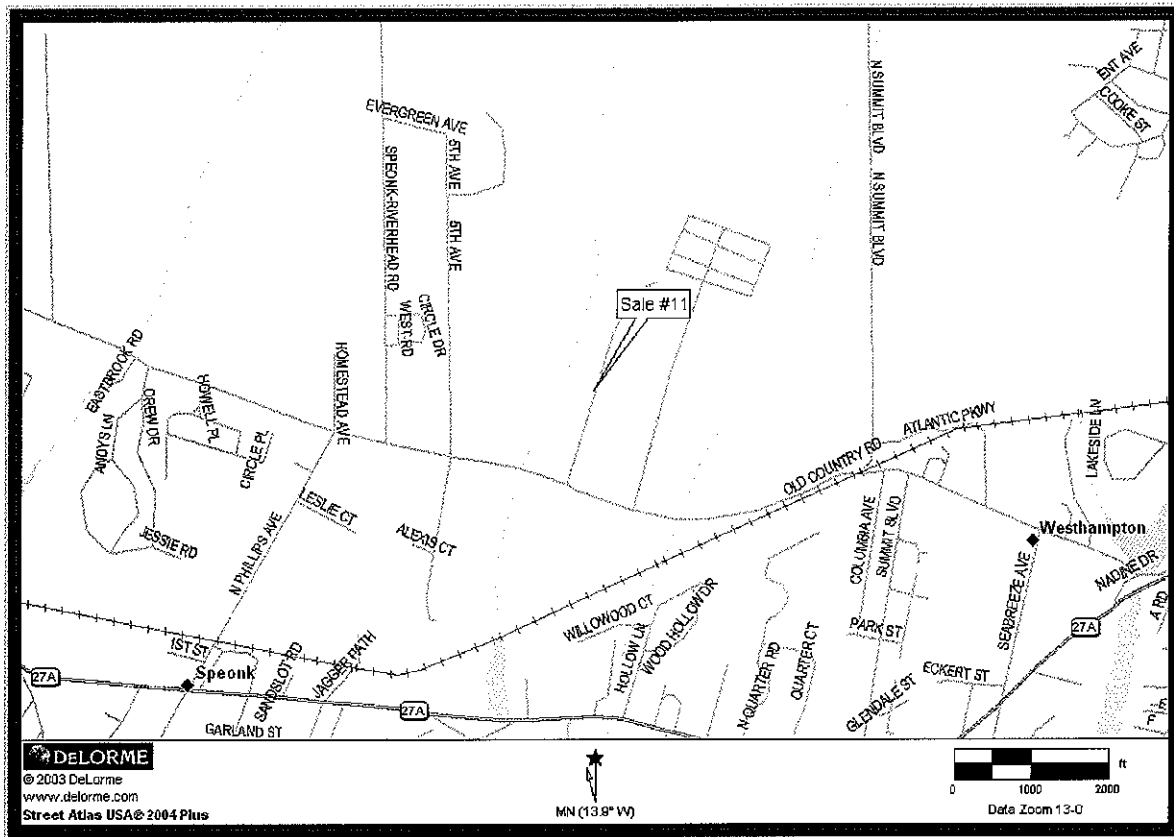 ENT AVE
COOKE ST
N SUMMIT BLVD
N SUMMIT BLVD
EVERGREEN AVE
5TH AVE
5TH AVE
SPEONK-RIVERHEAD RD
Sale #11
CIRCLE DR
WEST RD
EASTBROOK RD
HOMESTEAD AVE
DREW DR
HOWELL PL
ANDYS LN
CIRCLE PL
ATLANTIC PKWY
OLD COUNTRY RD
LAKESIDE LN
LESLIE CT
ALEXIS CT
JESSIE RD
N PHILLIPS AVE
COLUMBIA AVE
SUMMIT BLVD
Westhampton
NADINE DR
A RD
WILLOWOOD CT
WOOD HOLLOW DR
HOLLOW LN
PARK ST
SEABREEZE AVE
27A
1ST ST
Speonk
SANDSLOT RD
JAGGER PATH
N-QUARTER RD
QUARTER CT
ECKERT ST
GLENDALE ST
27A
27A
GARLAND ST
DELORME
© 2003 DeLorme
www.delorme.com
Street Atlas USA® 2004 Plus
MN (13.9° W)
ft
0 1000 2000
Data Zoom 13-0